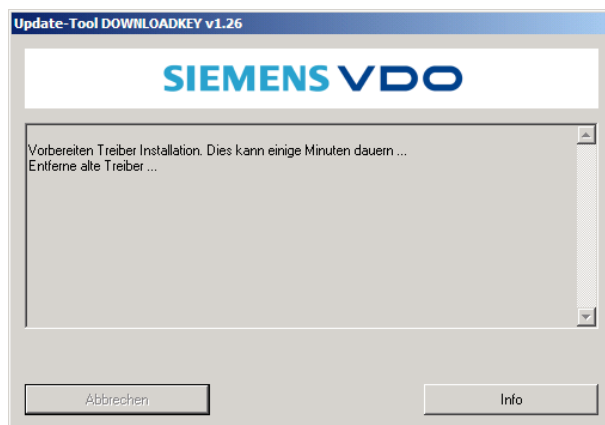 Update-Tool DOWNLOADKEY v1.26
SIEMENS VDO
Vorbereiten Treiber Installation. Dies kann einige Minuten dauern ...
Entferne alte Treiber ...
Abbrechen
Info